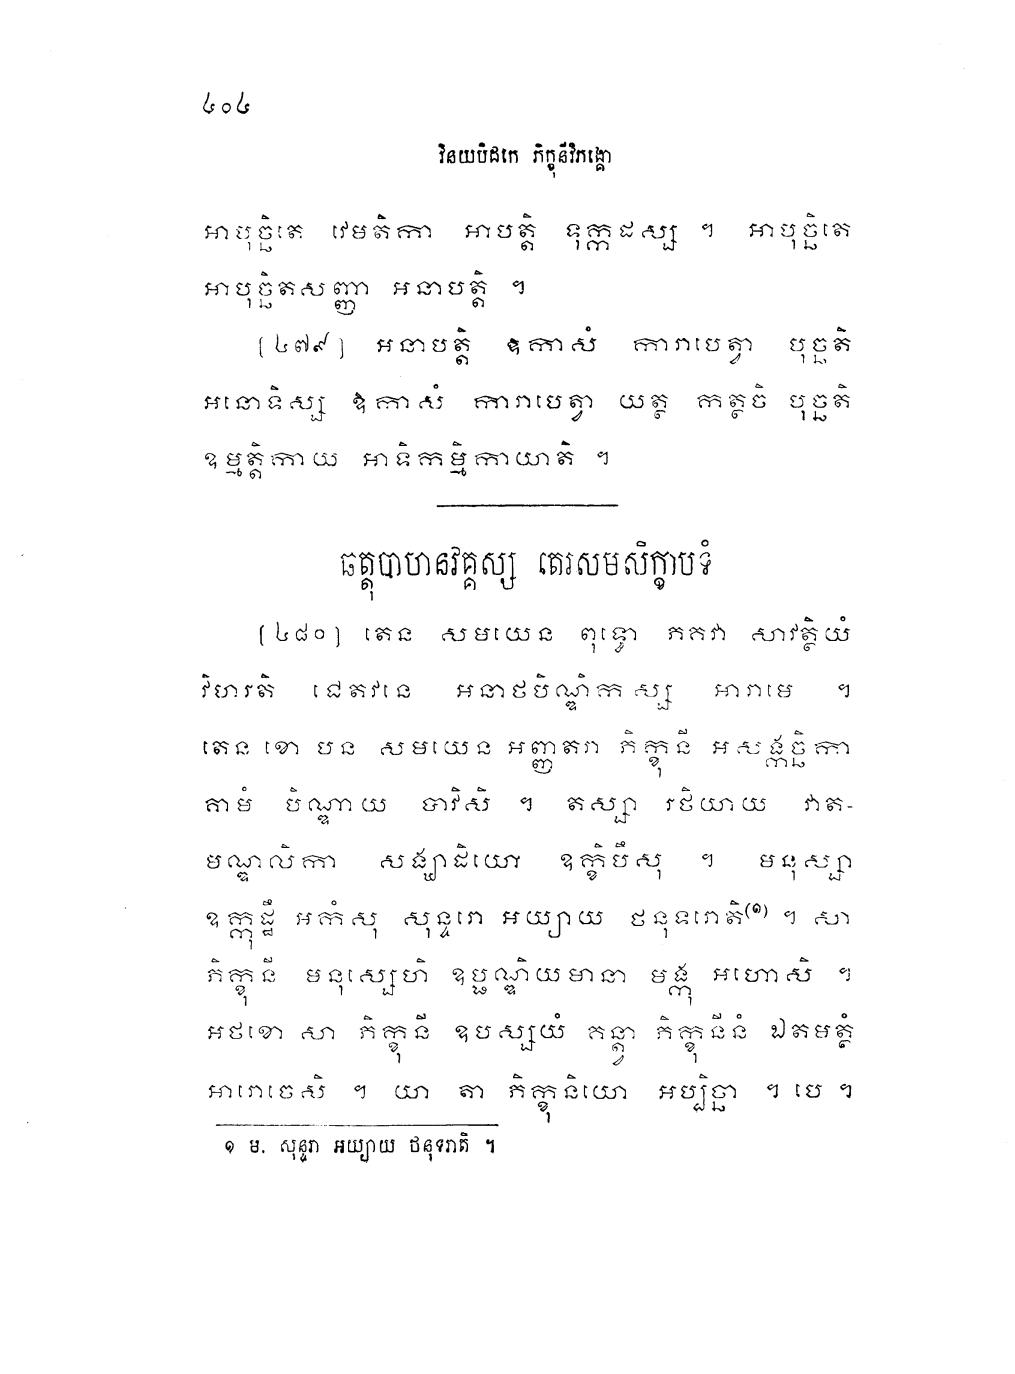 ៤០៤
វិនយបិដកេ ភិក្ខុនីវិភង្គោ
អាបុច្ឆិតេ វេមតិកា អាបត្តិ ទុក្កដស្ស ។ អាបុច្ឆិតេ
អាបុច្ឆិតសញ្ញា អនាបត្តិ ។
(៤៧៩) អនាបត្តិ ឱកាសំ ការាបេត្វា បុច្ឆតិ
អនោទិស្ស ឱកាសំ ការាបេត្វា យត្ថ កត្ថចិ បុច្ឆតិ
ឧម្មត្តិកាយ អាទិកម្មិកាយាតិ ។
ឆត្តុបាហនវគ្គស្ស តេរសមសិក្ខាបទំ
(៤៨០) តេន សមយេន ពុទ្ធោ ភគវា សាវត្ថិយំ
វិហរតិ ជេតវនេ អនាថបិណ្ឌិកស្ស អារាមេ ។
តេន ខោ បន សមយេន អញ្ញតរា ភិក្ខុនី អសង្កច្ឆិកា
គាមំ បិណ្ឌាយ បាវិសិ ។ តស្សា រថិយាយ វាត-
មណ្ឌលិកា សង្ឃាដិយោ ឧក្ខិបឹសុ ។ មនុស្សា
ឧក្កុដ្ឋឹ អកំសុ សុន្ទរោ អយ្យាយ ថនុទរោតិ(១) ។ សា
ភិក្ខុនី មនុស្សេហិ ឧប្ផណ្ឌិយមានា មង្កុ អហោសិ ។
អថខោ សា ភិក្ខុនី ឧបស្សយំ គន្ត្វា ភិក្ខុនីនំ ឯតមត្ថំ
អារោចេសិ ។ យា តា ភិក្ខុនិយោ អប្បិច្ឆា ។ បេ ។
១ ម. សុន្ទរា អយ្យាយ ថនុទរាតិ ។